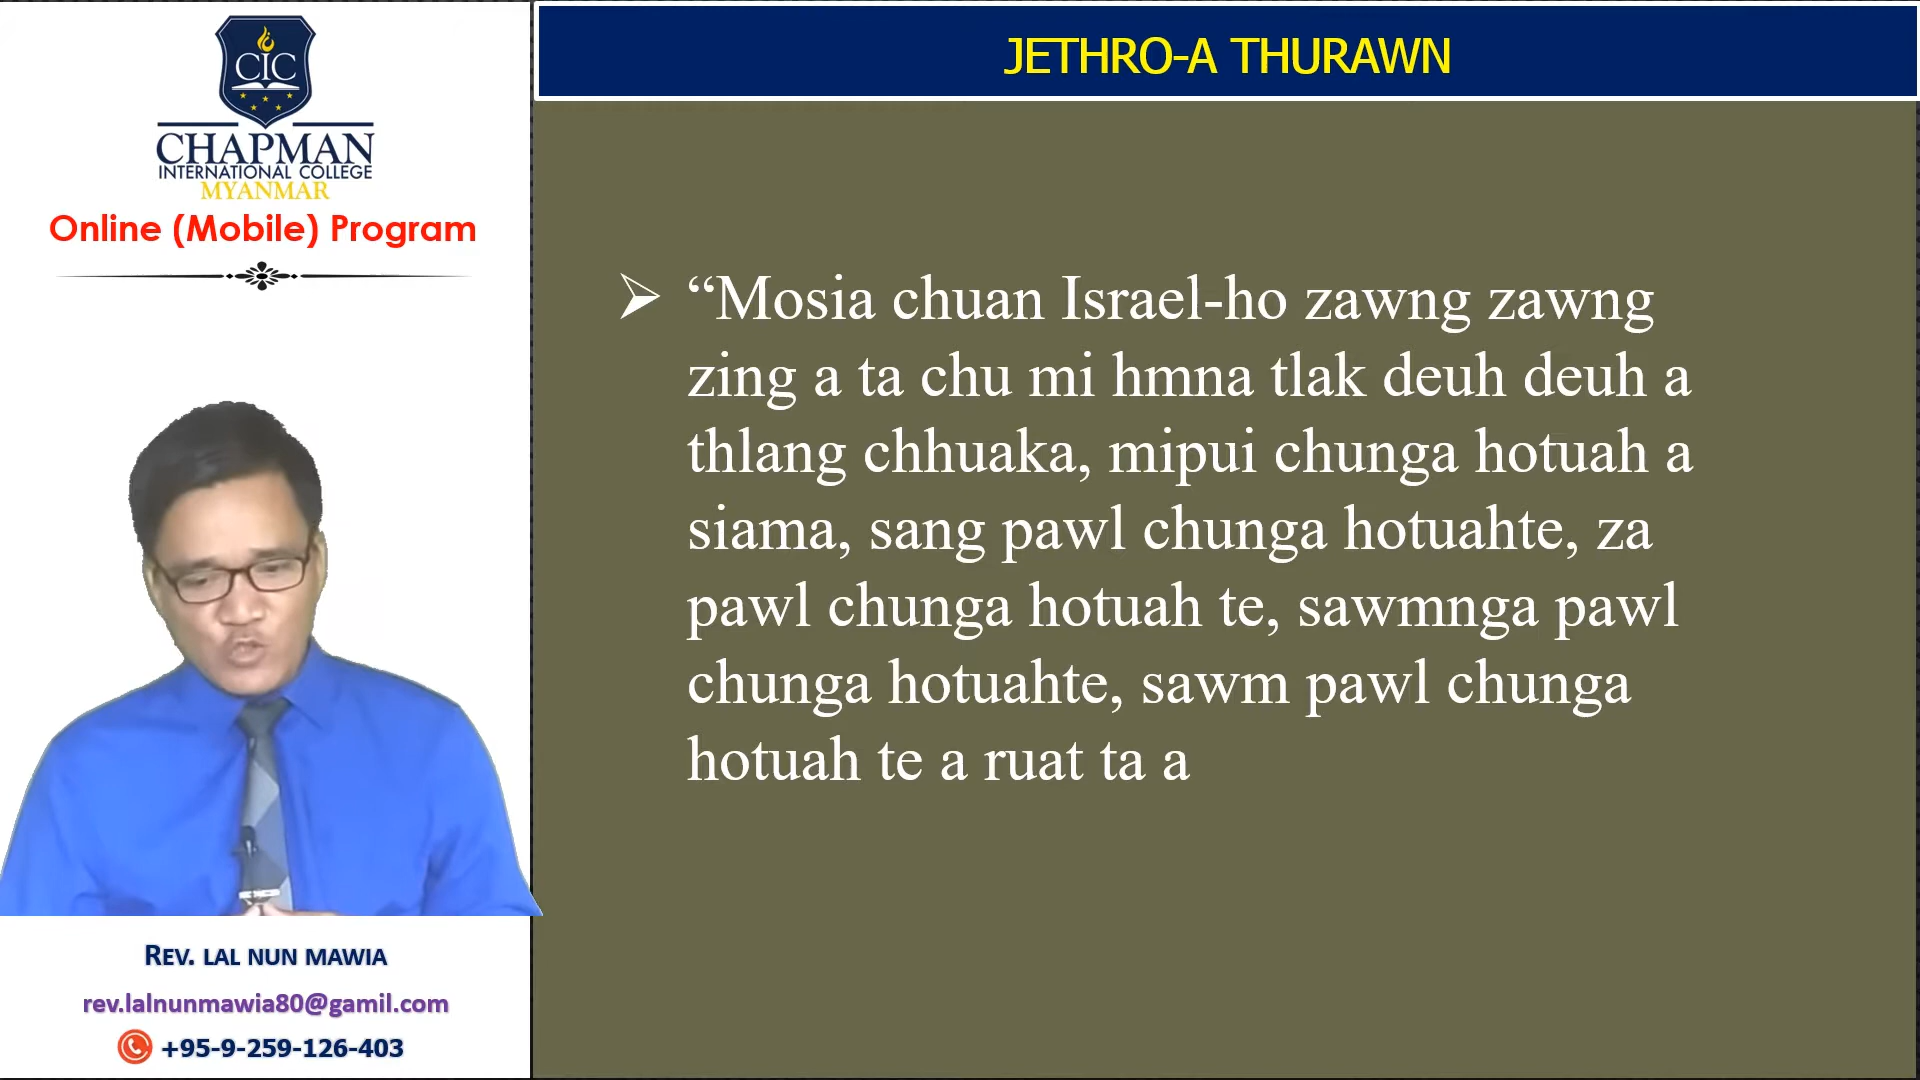 CIC
CHAPMAN
INTERNATIONAL COLLEGE
MYANMAR
Online (Mobile) Program
REV. LAL NUN MAWIA
rev.lalnunmawia80@gamil.com
+95-9-259-126-403
JETHRO-A THURAWN
“Mosia chuan Israel-ho zawng zawng
zing a ta chu mi hmna tlak deuh deuh a
thlang chhuaka, mipui chunga hotuah a
siama, sang pawl chunga hotuahte, za
pawl chunga hotuah te, sawmnga pawl
chunga hotuahte, sawm pawl chunga
hotuah te a ruat ta a